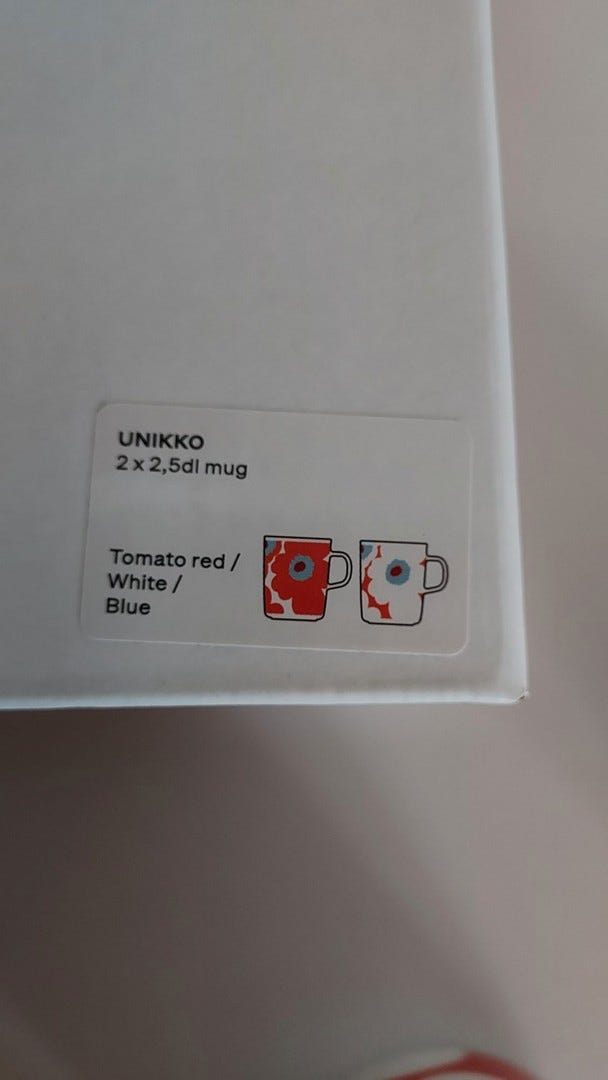 UNIKKO
2 x 2,5dl mug
Tomato red /
White /
Blue